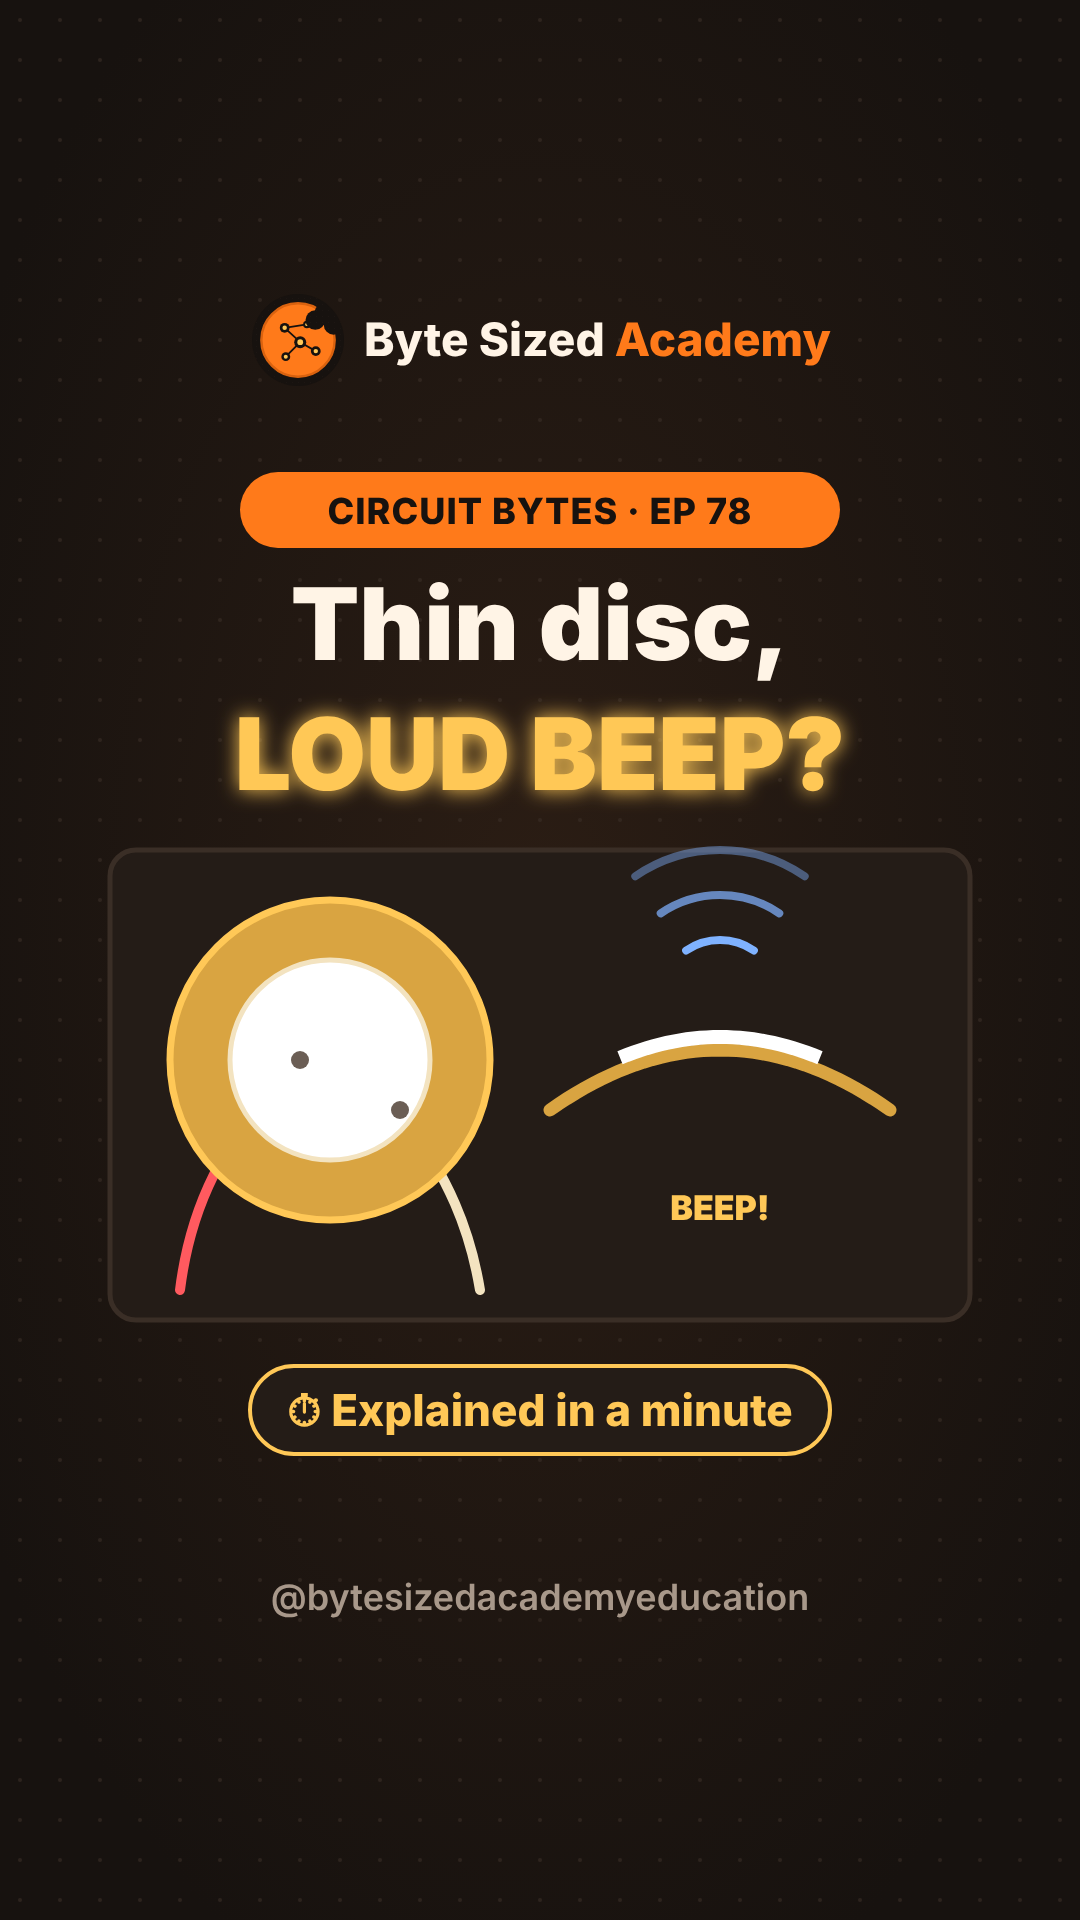 Byte Sized Academy
CIRCUIT BYTES · EP 78
Thin disc,
LOUD BEEP?
BEEP!
⏱ Explained in a minute
@bytesizedacademyeducation